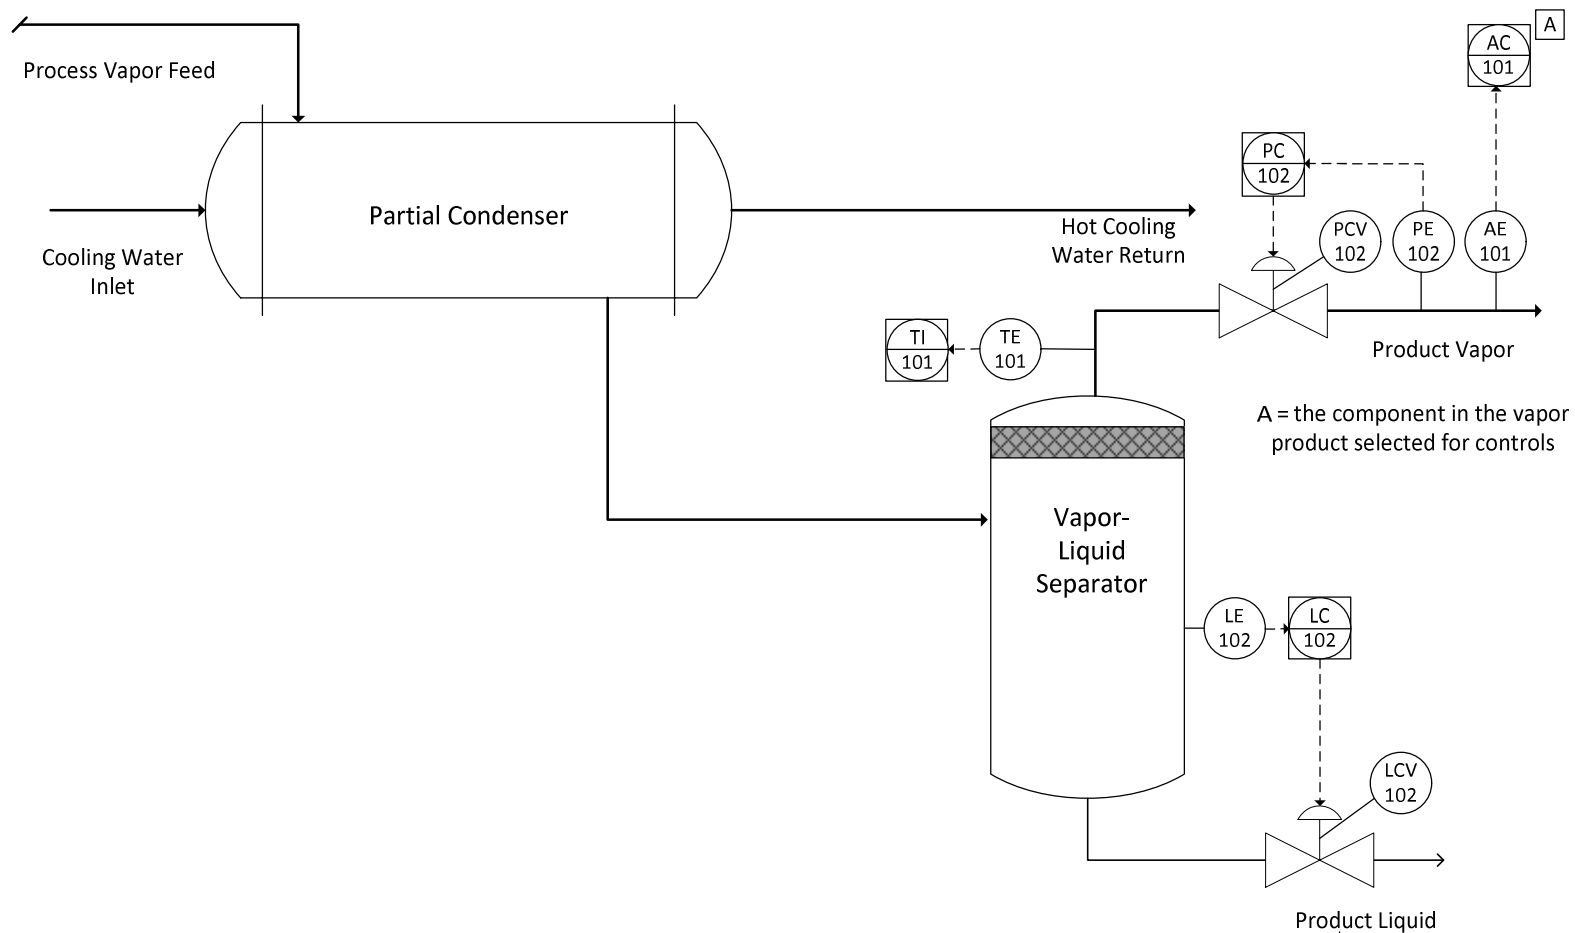 Process Vapor Feed
Cooling Water
Inlet
Partial Condenser
Hot Cooling
Water Return
A
AC
101
PC
102
PCV
102
PE
102
AE
101
TI
101
TE
101
Product Vapor
A = the component in the vapor
product selected for controls
Vapor-
Liquid
Separator
LE
102
LC
102
LCV
102
Product Liquid